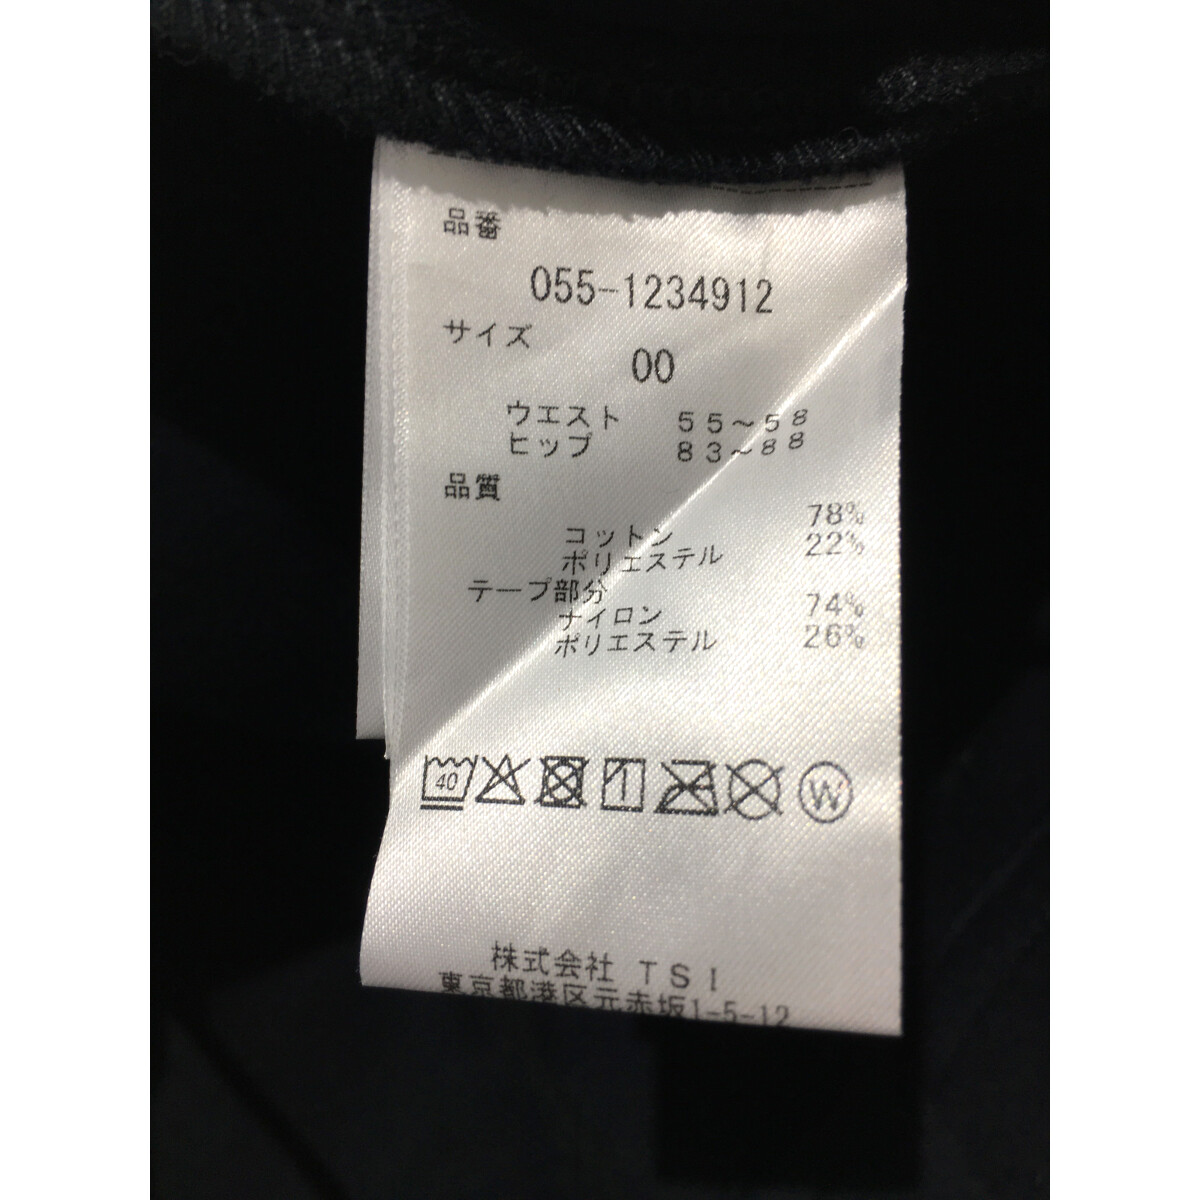 品番
055-1234912
サイズ
00
ウエスト 55～58
ヒップ 83～88
品質
コットン 78%
ポリエステル 22%
テープ部分
ナイロン 74%
ポリエステル 26%
40
W
株式会社 TSI
東京都港区元赤坂1-5-12